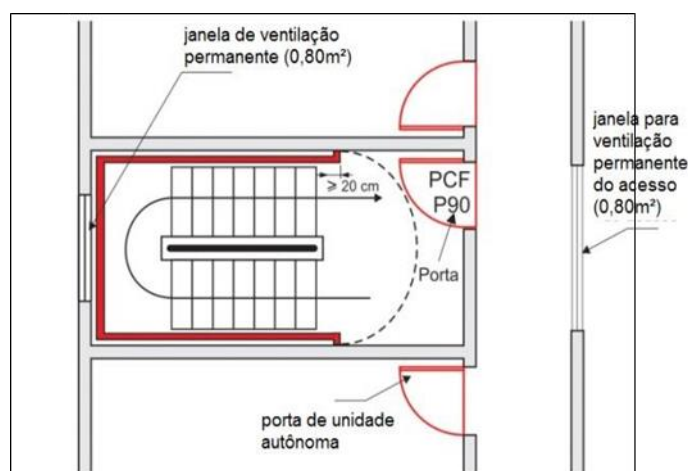 janela de ventilação
permanente (0,80m²)
janela para
ventilação
permanente
do acesso
(0,80m²)
⩾ 20 cm
PCF
P90
Porta
porta de unidade
autônoma